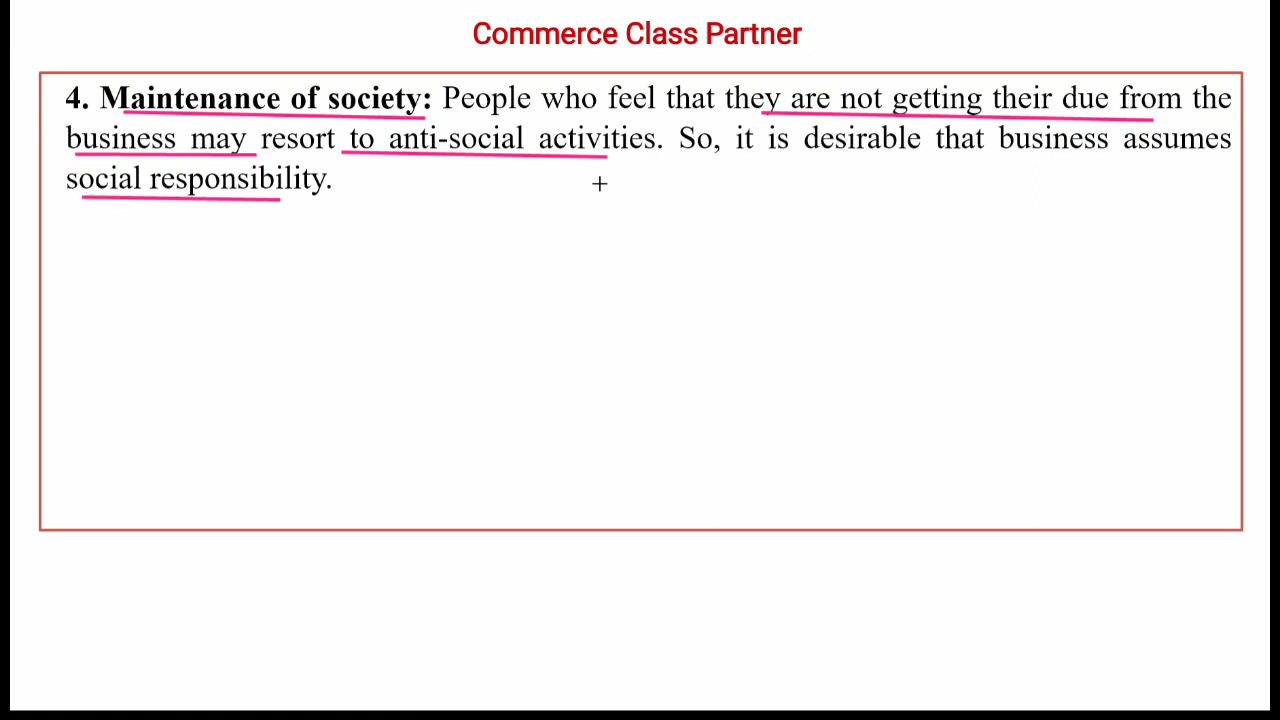 Commerce Class Partner
4. Maintenance of society: People who feel that they are not getting their due from the
business may resort to anti-social activities. So, it is desirable that business assumes
social responsibility.